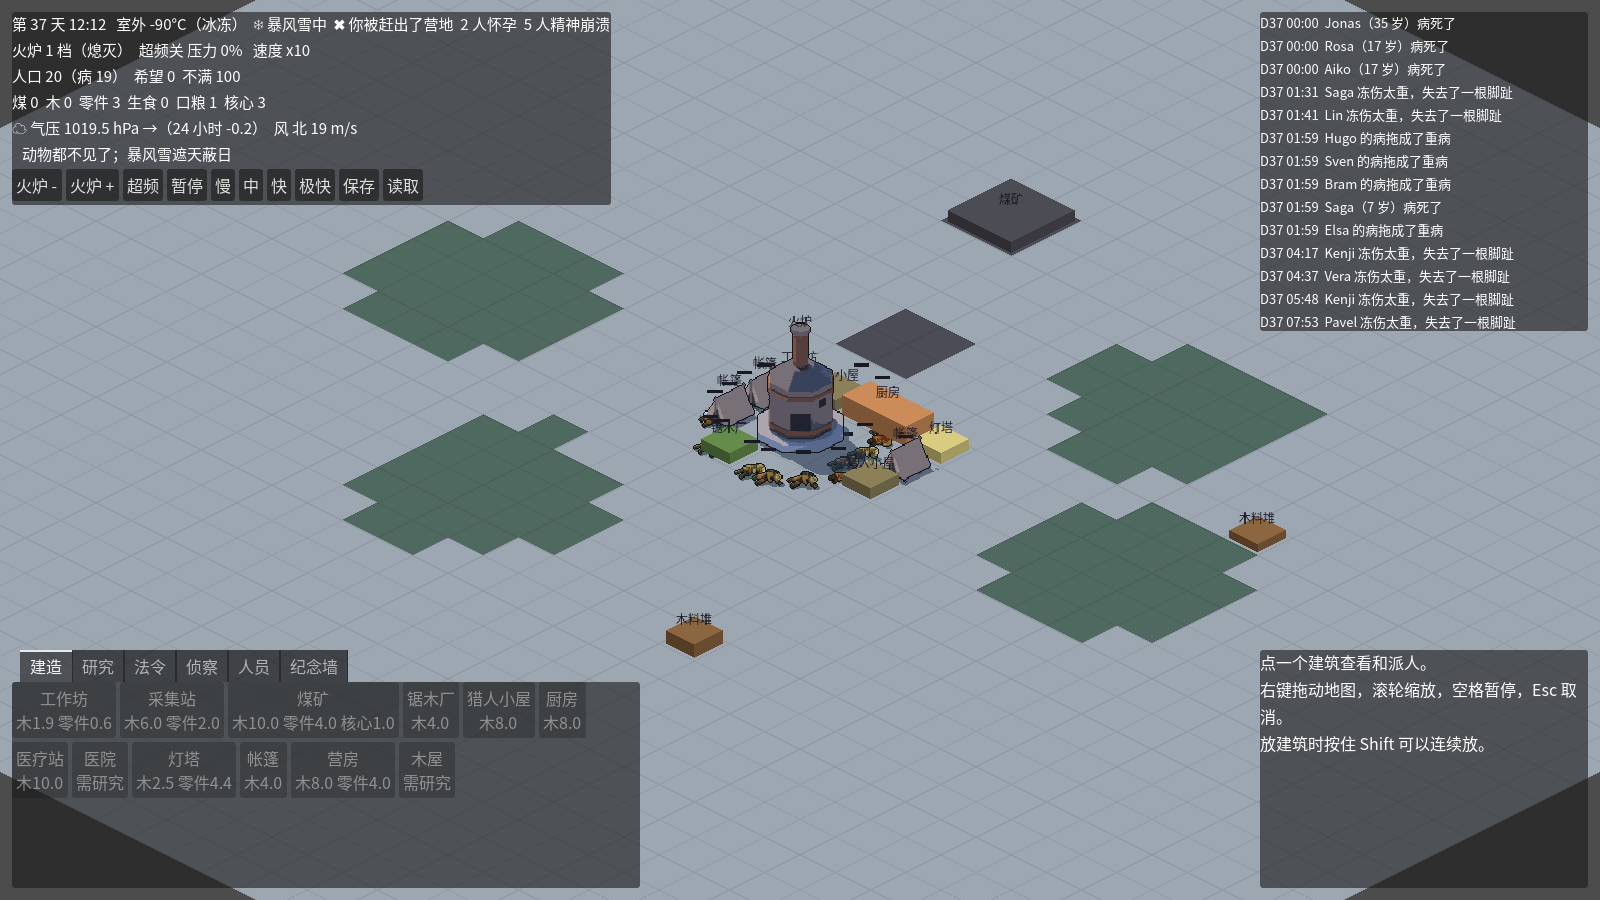 第 37 天 12:12 室外 -90°C（冰冻） ❄ 暴风雪中 ✖ 你被赶出了营地 2 人怀孕 5 人精神崩溃
火炉 1 档（熄灭） 超频关 压力 0% 速度 x10
人口 20（病 19） 希望 0 不满 100
煤 0 木 0 零件 3 生食 0 口粮 1 核心 3
☁ 气压 1019.5 hPa →（24 小时 -0.2） 风 北 19 m/s
动物都不见了；暴风雪遮天蔽日
火炉 - 火炉 + 超频 暂停 慢 中 快 极快 保存 读取
D37 00:00 Jonas（35 岁）病死了
D37 00:00 Rosa（17 岁）病死了
D37 00:00 Aiko（17 岁）病死了
D37 01:31 Saga 冻伤太重，失去了一根脚趾
D37 01:41 Lin 冻伤太重，失去了一根脚趾
D37 01:59 Hugo 的病拖成了重病
D37 01:59 Sven 的病拖成了重病
D37 01:59 Bram 的病拖成了重病
D37 01:59 Saga（7 岁）病死了
D37 01:59 Elsa 的病拖成了重病
D37 04:17 Kenji 冻伤太重，失去了一根脚趾
D37 04:37 Vera 冻伤太重，失去了一根脚趾
D37 05:48 Kenji 冻伤太重，失去了一根脚趾
D37 07:53 Pavel 冻伤太重，失去了一根脚趾
煤矿
火炉
帐篷
帐篷
小屋
厨房
锯木厂
帐篷
灯塔
小屋
木料堆
木料堆
建造 研究 法令 侦察 人员 纪念墙
工作坊 采集站 煤矿 锯木厂 猎人小屋 厨房
木1.9 零件0.6 木6.0 零件2.0 木10.0 零件4.0 核心1.0 木4.0 木8.0 木8.0
医疗站 医院 灯塔 帐篷 营房 木屋
木10.0 需研究 木2.5 零件4.4 木4.0 木8.0 零件4.0 需研究
点一个建筑查看和派人。
右键拖动地图，滚轮缩放，空格暂停，Esc 取
消。
放建筑时按住 Shift 可以连续放。